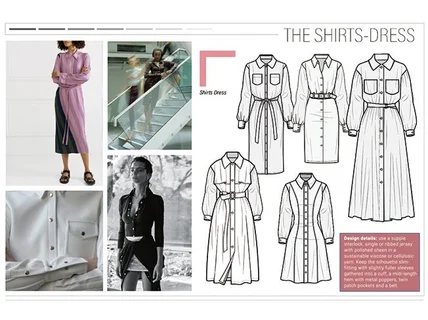 THE SHIRTS-DRESS
Shirts Dress
Design details: use a supple
interlock, single or ribbed jersey
with polished sheen in a
sustainable viscose or cellulosic
yarn. Keep the silhouette slim-
fitting with slightly fuller sleeves
gathered into a cuff, a midi-length
hem with metal poppers, twin
patch pockets and a belt